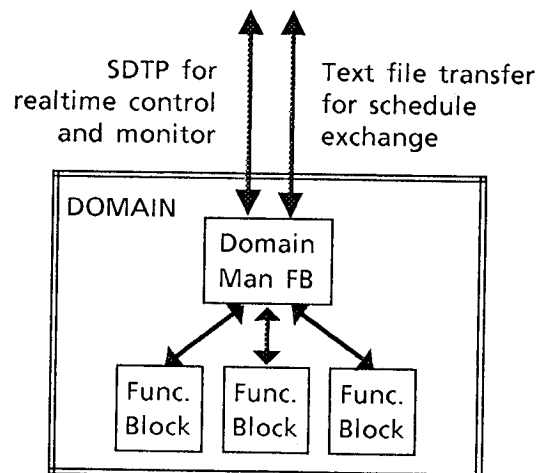 SDTP for
realtime control
and monitor
Text file transfer
for schedule
exchange
DOMAIN
Domain
Man FB
Func.
Block
Func.
Block
Func.
Block